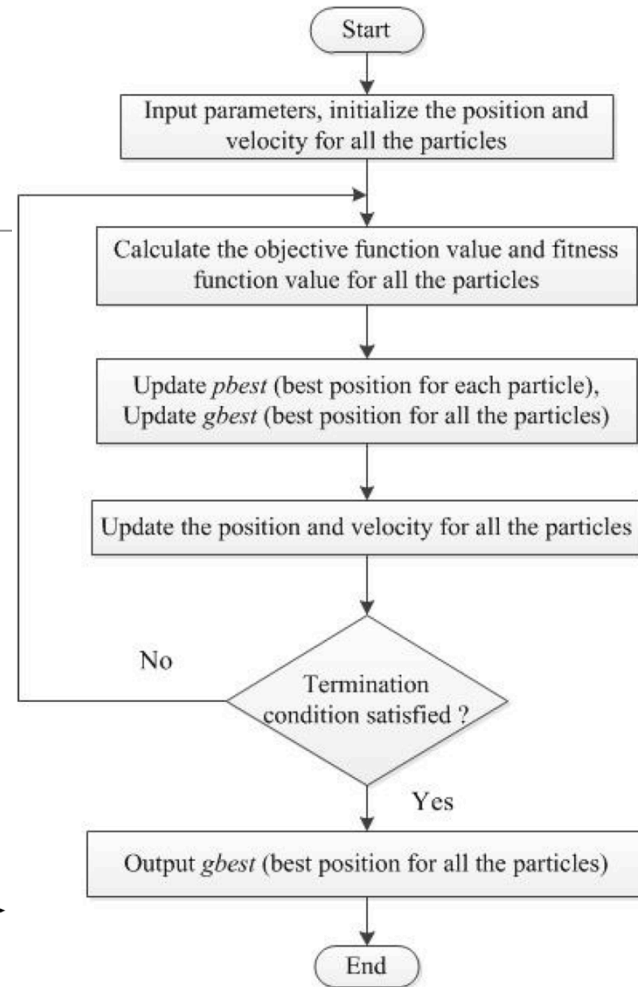 Start
Input parameters, initialize the position and
velocity for all the particles
Calculate the objective function value and fitness
function value for all the particles
Update pbest (best position for each particle),
Update gbest (best position for all the particles)
Update the position and velocity for all the particles
No
Termination
condition satisfied ?
Yes
Output gbest (best position for all the particles)
End